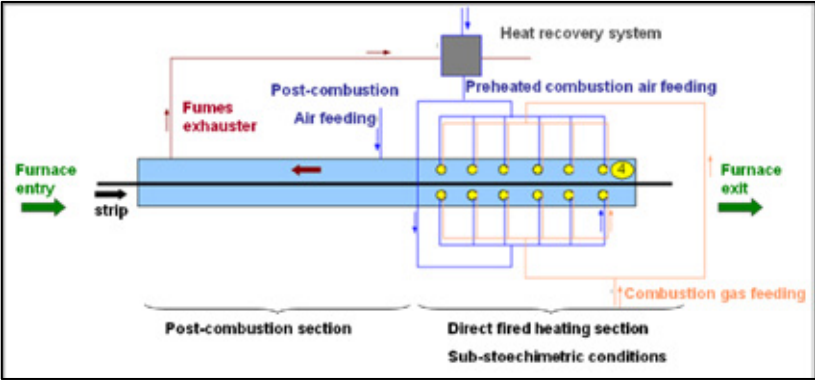 Heat recovery system
Post-combustion
Air feeding
Preheated combustion air feeding
Fumes
exhauster
Furnace
entry
strip
4
Furnace
exit
Combustion gas feeding
Post-combustion section
Direct fired heating section
Sub-stoechimetric conditions